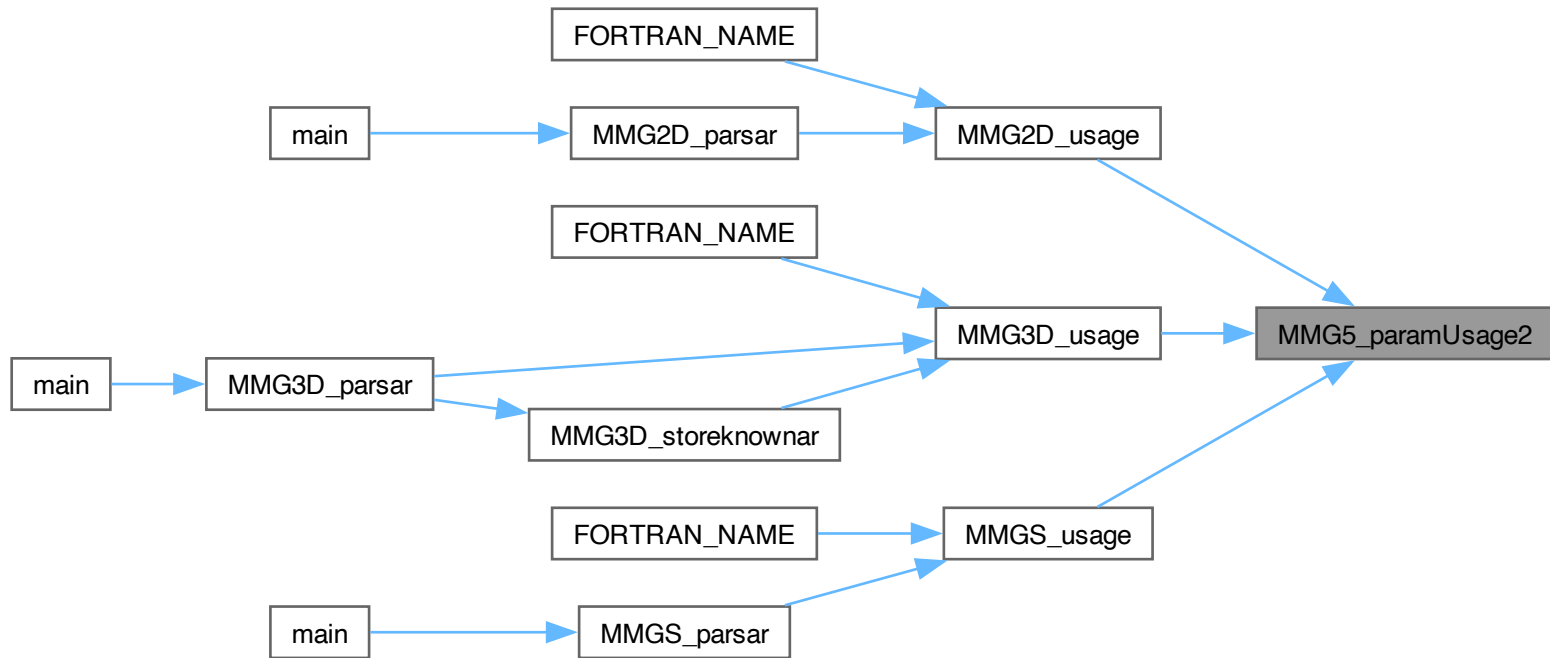 FORTRAN_NAME
main
MMG2D_parsar
MMG2D_usage
FORTRAN_NAME
MMG3D_usage
MMG5_paramUsage2
main
MMG3D_parsar
MMG3D_storeknownar
FORTRAN_NAME
MMGS_usage
main
MMGS_parsar